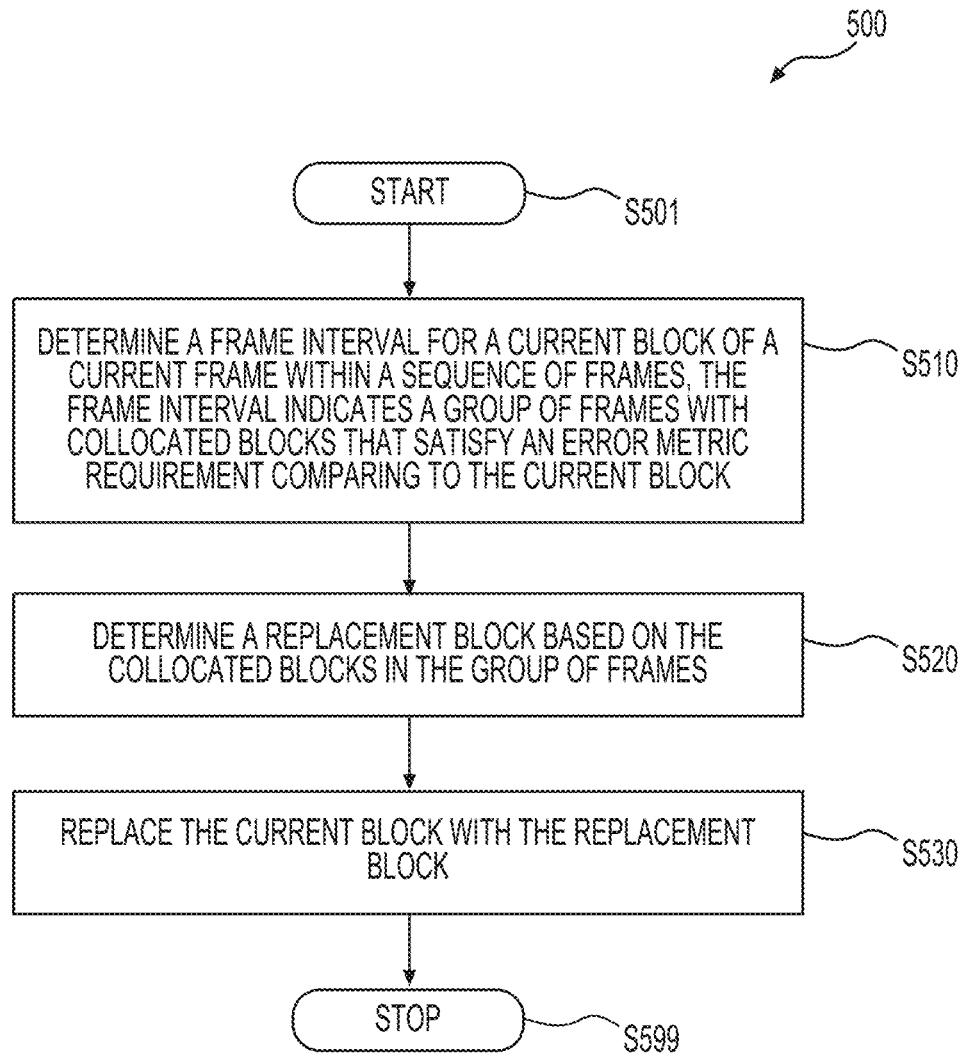 500
START
S501
DETERMINE A FRAME INTERVAL FOR A CURRENT BLOCK OF A
CURRENT FRAME WITHIN A SEQUENCE OF FRAMES, THE
FRAME INTERVAL INDICATES A GROUP OF FRAMES WITH
COLLOCATED BLOCKS THAT SATISFY AN ERROR METRIC
REQUIREMENT COMPARING TO THE CURRENT BLOCK
S510
DETERMINE A REPLACEMENT BLOCK BASED ON THE
COLLOCATED BLOCKS IN THE GROUP OF FRAMES
S520
REPLACE THE CURRENT BLOCK WITH THE REPLACEMENT
BLOCK
S530
STOP
S599